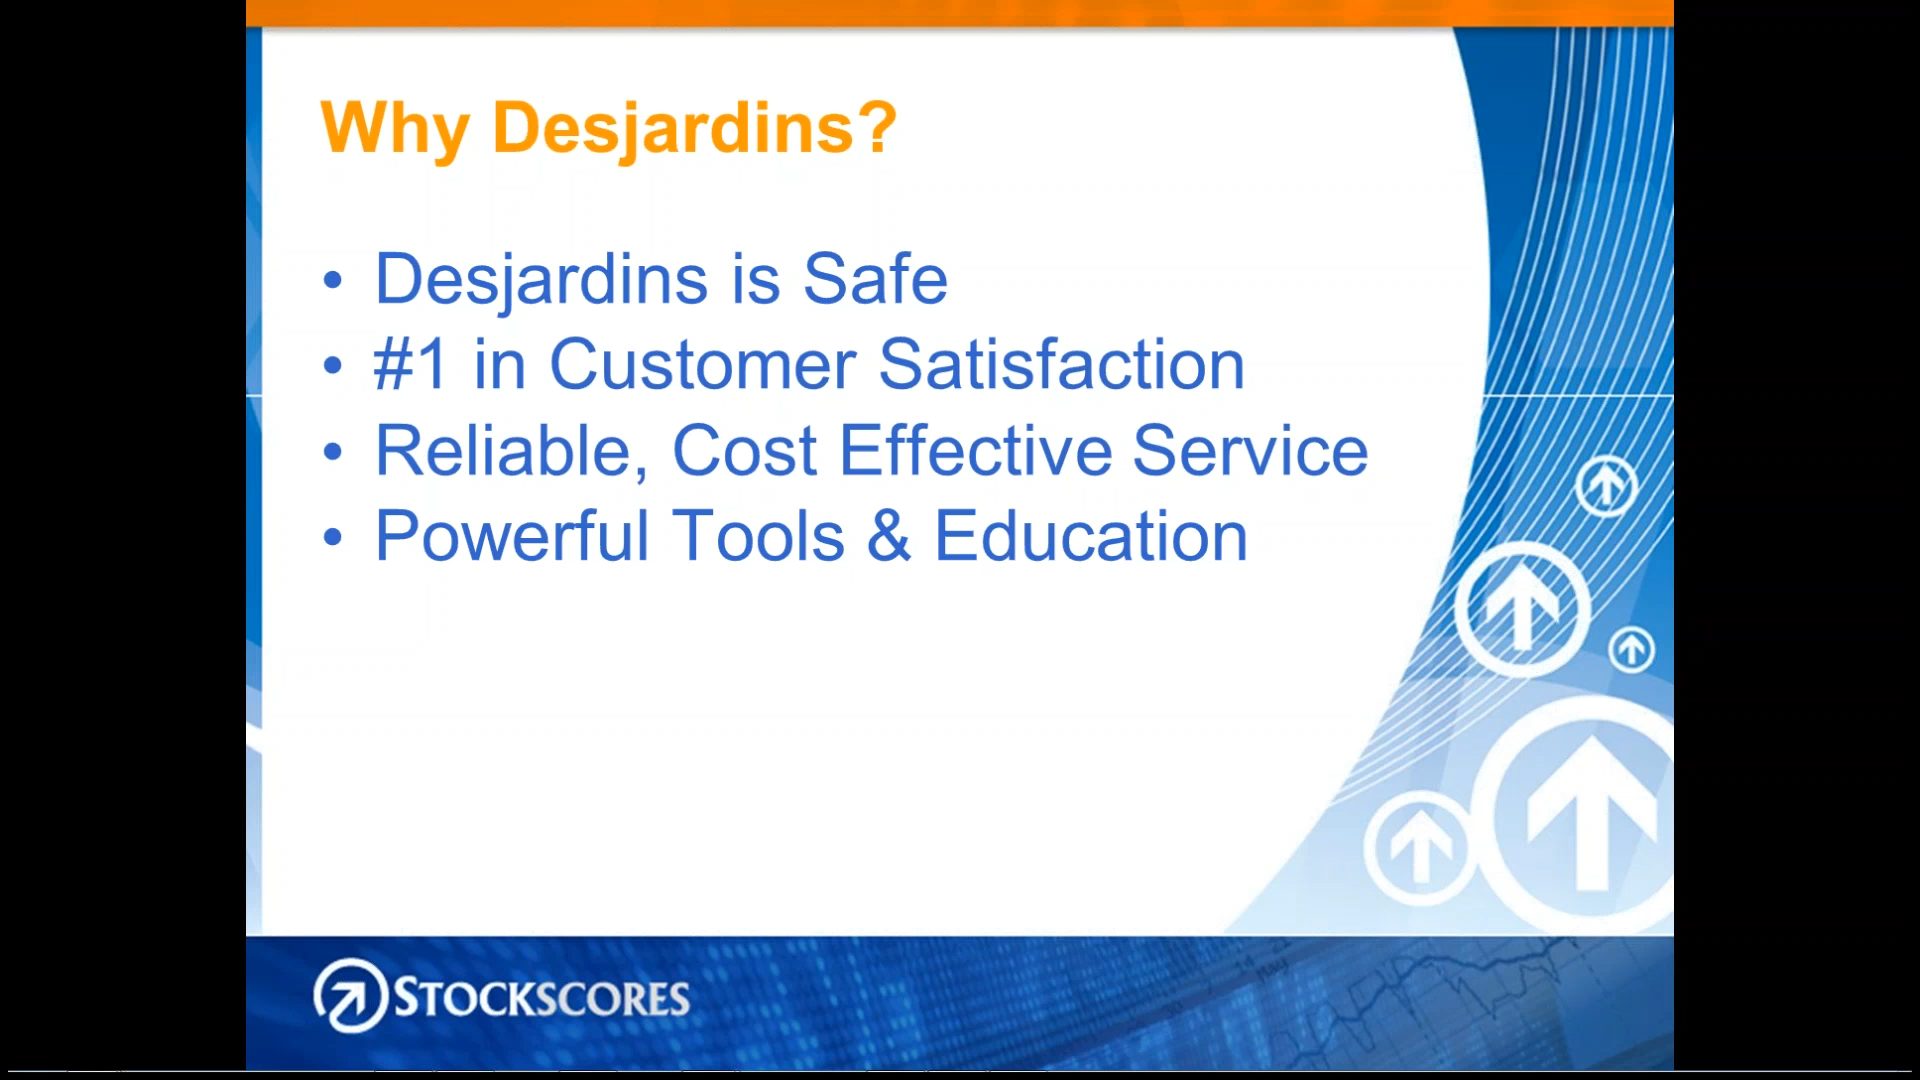 Why Desjardins?
• Desjardins is Safe
• #1 in Customer Satisfaction
• Reliable, Cost Effective Service
• Powerful Tools & Education
STOCKSCORES